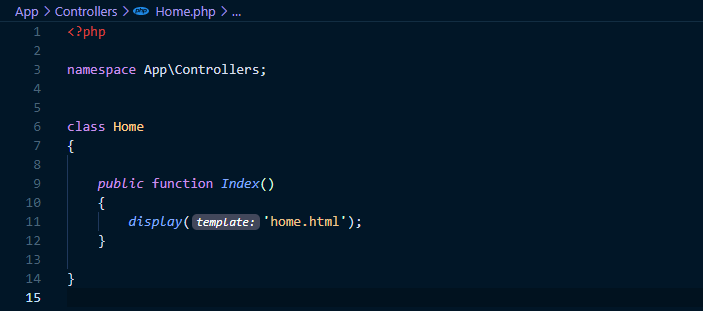 App > Controllers > php Home.php > ...
1 <?php
2
3 namespace App\Controllers;
4
5
6 class Home
7 {
8
9 public function Index()
10 {
11 display(template: 'home.html');
12 }
13
14 }
15